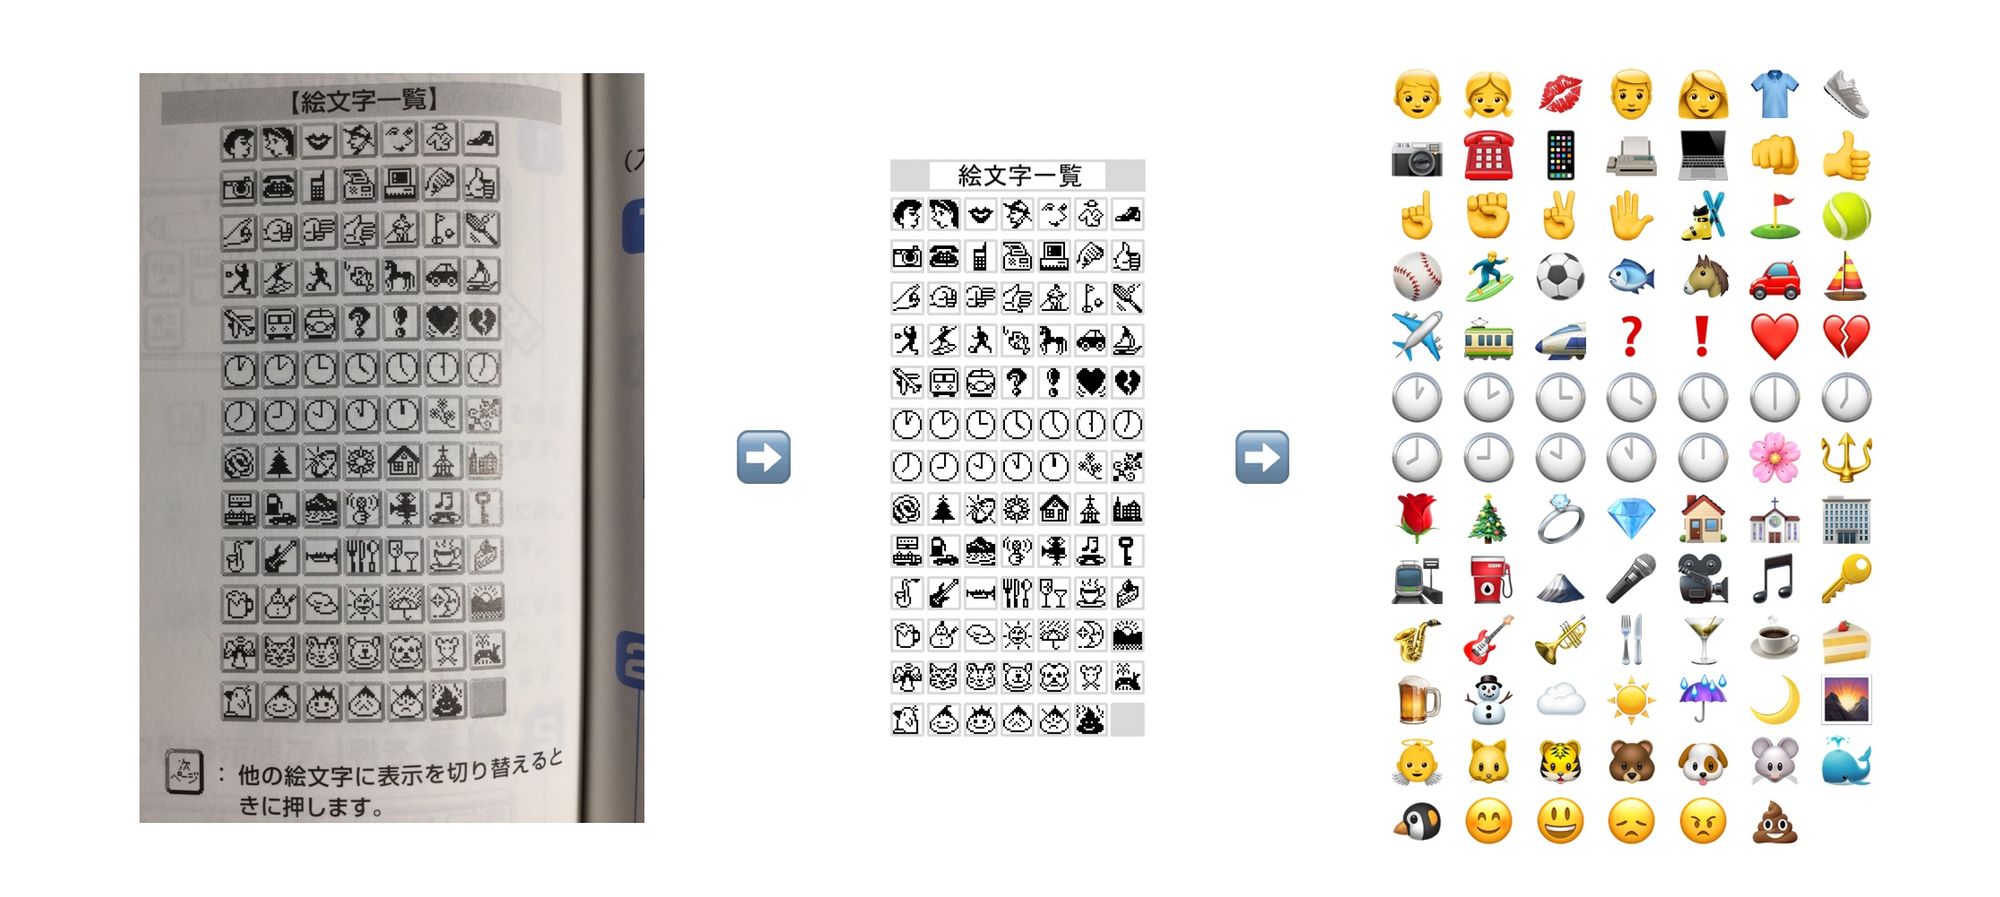 【絵文字一覧】
次
ページ
: 他の絵文字に表示を切り替えると
きに押します。
絵文字一覧